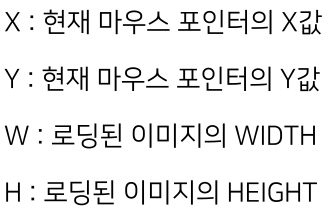 X : 현재 마우스 포인터의 X값
Y : 현재 마우스 포인터의 Y값
W : 로딩된 이미지의 WIDTH
H : 로딩된 이미지의 HEIGHT